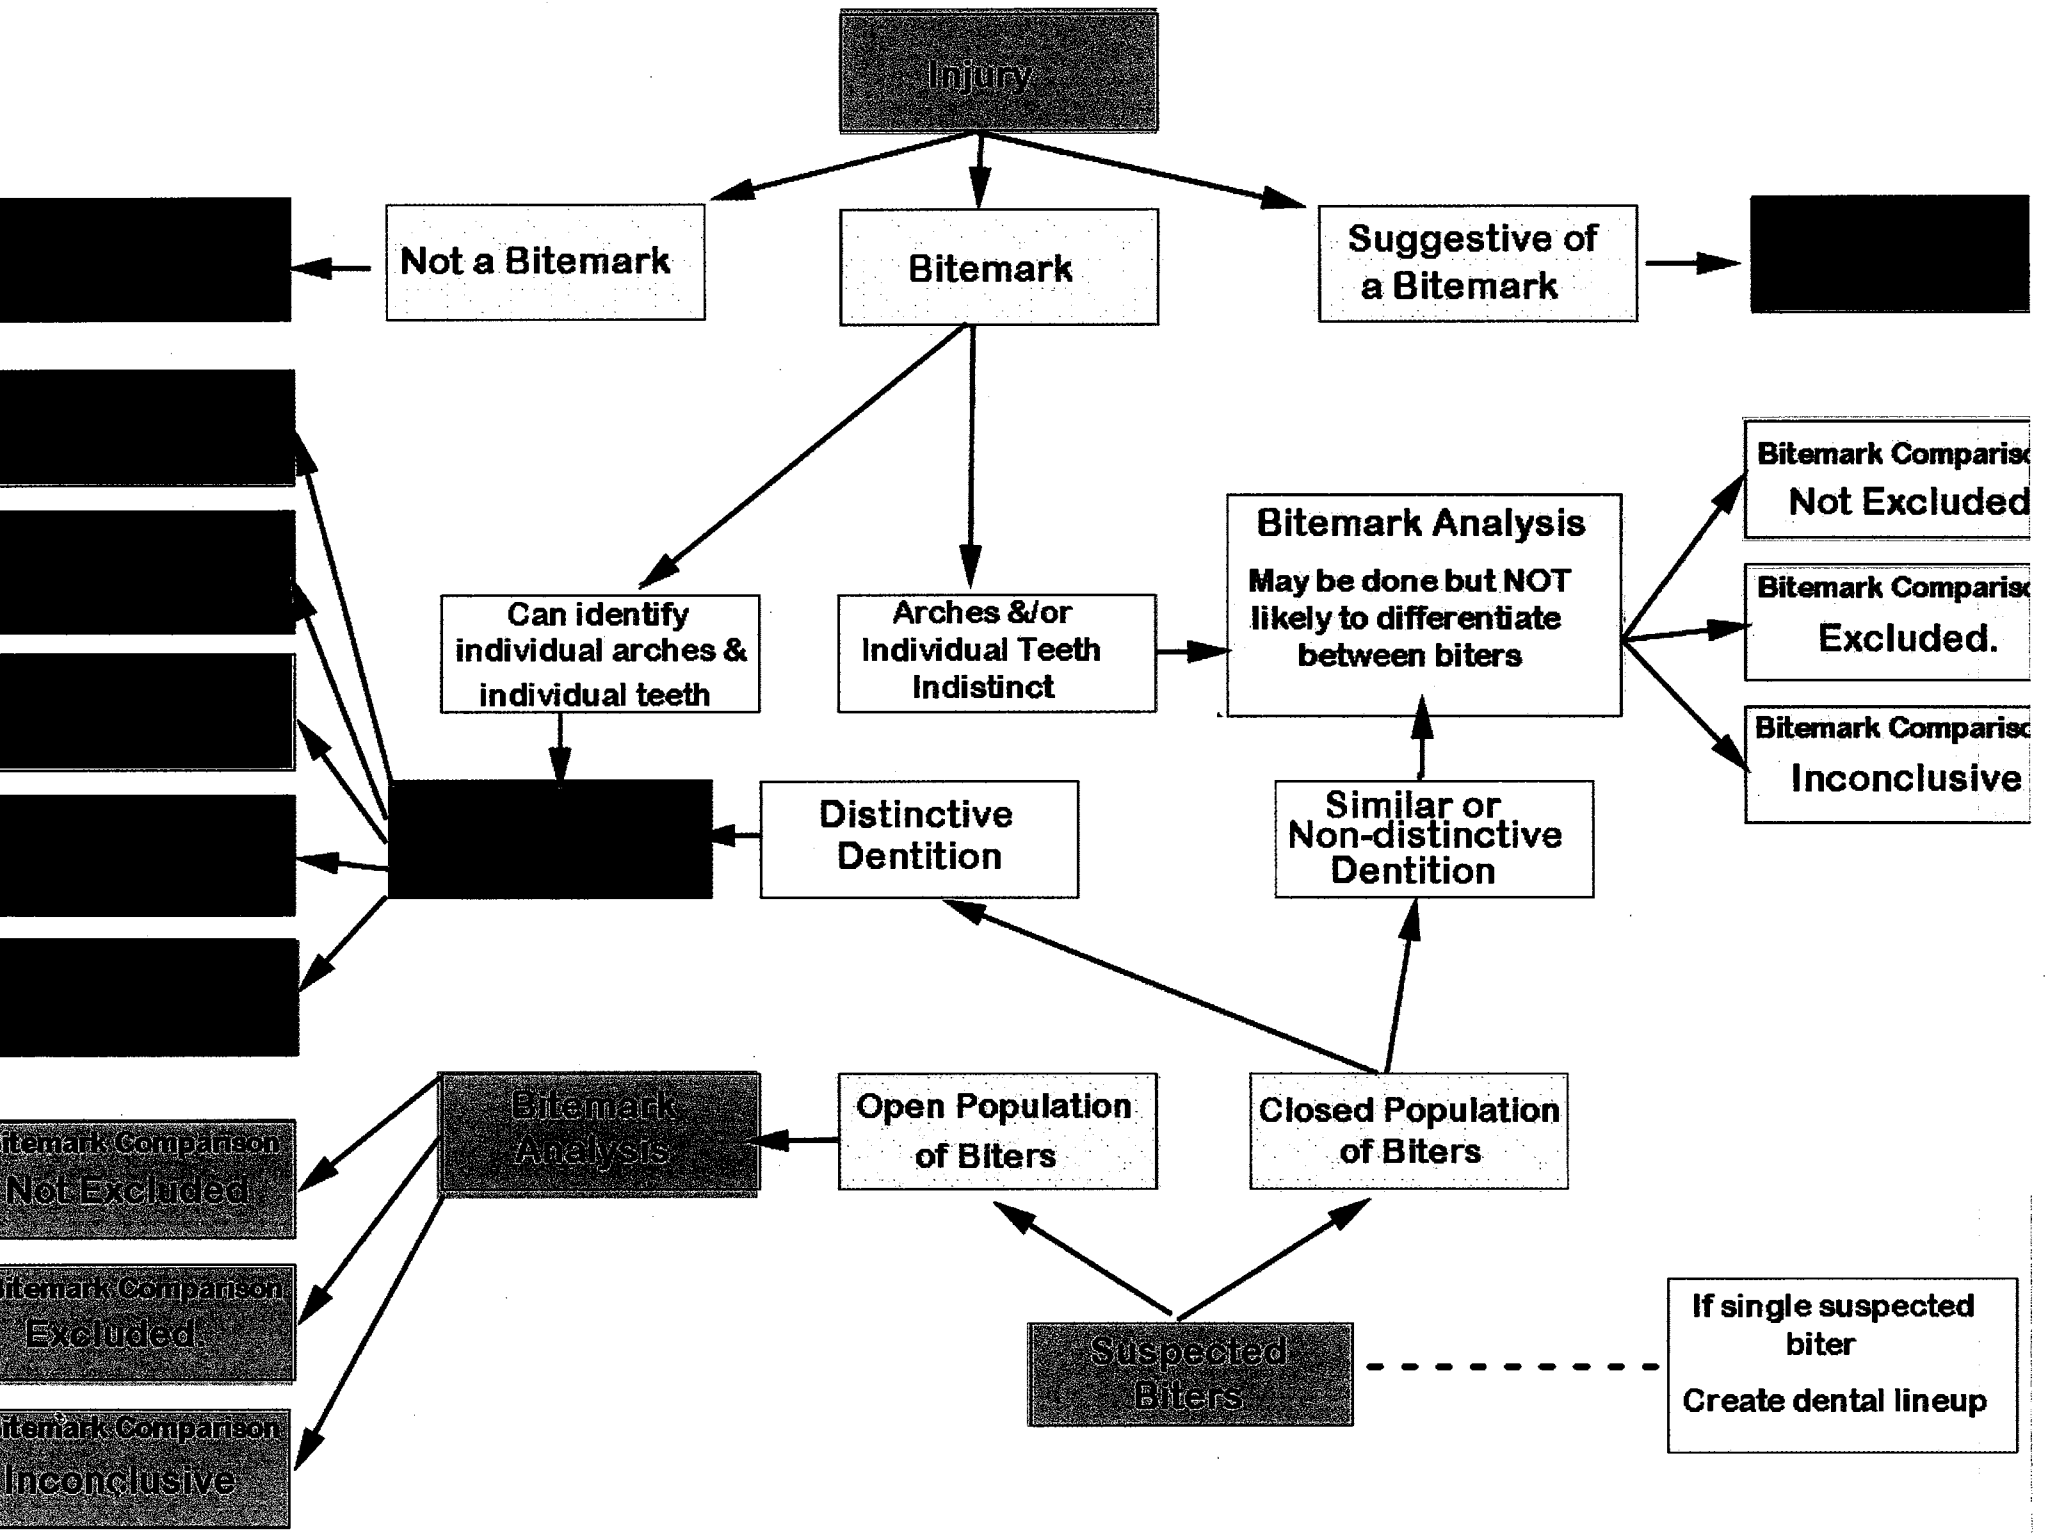 Injury
Not a Bitemark
Bitemark
Suggestive of
a Bitemark
Bitemark Comparis
Not Excluded
Bitemark Analysis
May be done but NOT
likely to differentiate
between biters
Bitemark Comparis
Excluded.
Can identify
individual arches &
individual teeth
Arches &/or
Individual Teeth
Indistinct
Bitemark Comparis
Inconclusive
Distinctive
Dentition
Similar or
Non-distinctive
Dentition
Bitemark
Analysis
Open Population
of Biters
Closed Population
of Biters
itemark Comparison
Not Excluded
itemark Comparison
Excluded.
Suspected
Biters
If single suspected
biter
Create dental lineup
itemark Comparison
Inconclusive